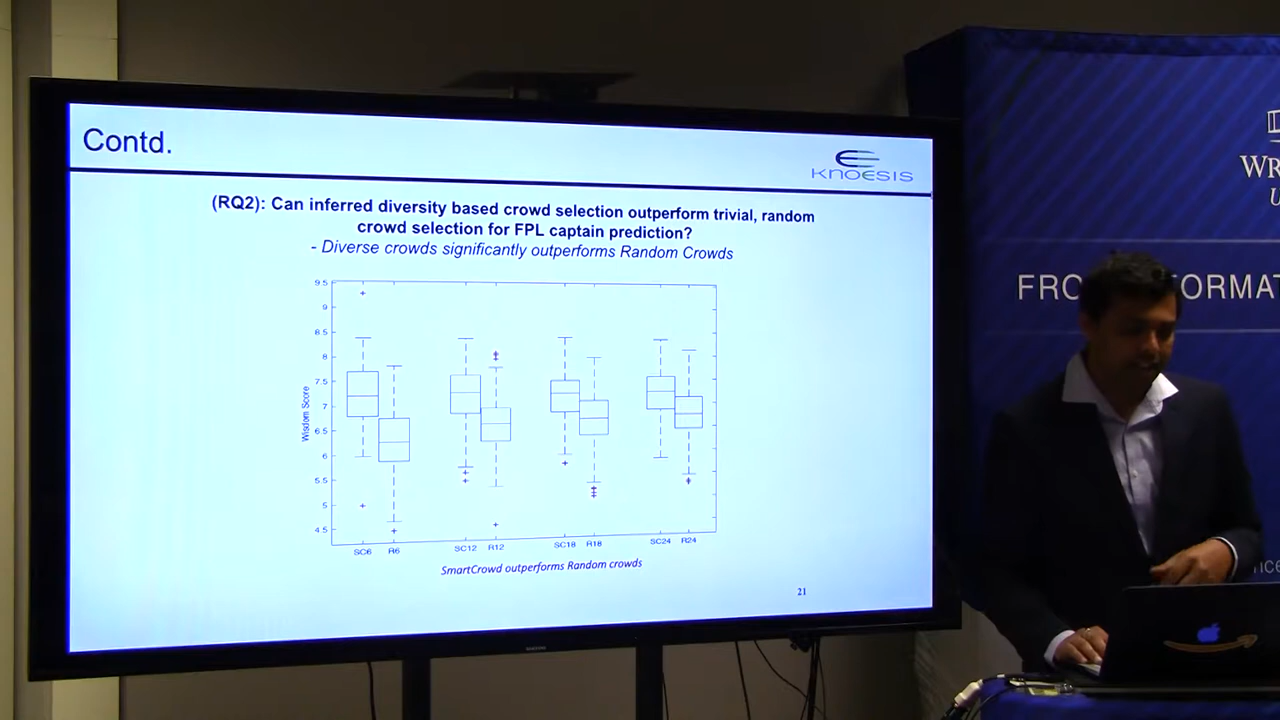 Contd.
KNOESIS
(RQ2): Can inferred diversity based crowd selection outperform trivial, random
crowd selection for FPL captain prediction?
- Diverse crowds significantly outperforms Random Crowds
9.5
9
8.5
8
7.5
7
6.5
6
5.5
5
4.5
Wisdom Score
SC6 R6 SC12 R12 SC18 R18 SC24 R24
SmartCrowd outperforms Random crowds
21
WR
U
FRO ORMAT
SAMSUNG